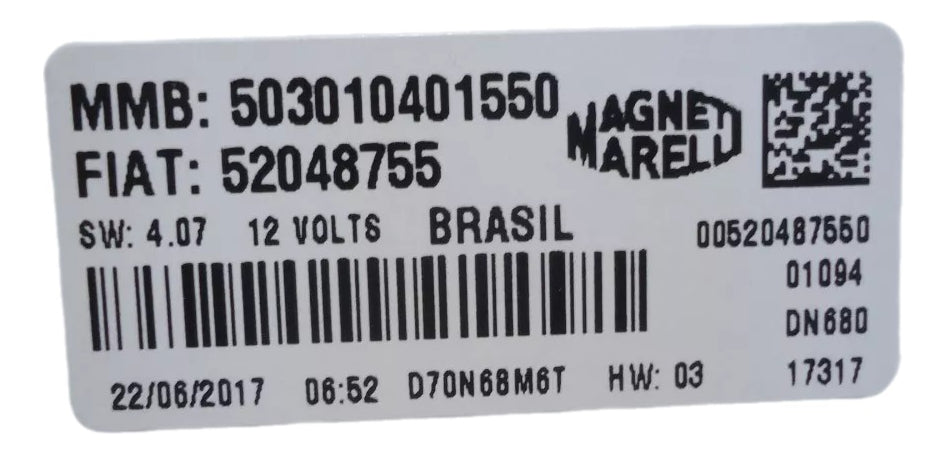 MMB: 503010401550
MAGNETI
MARELLI
FIAT: 52048755
SW: 4.07 12 VOLTS BRASIL
00520487550
01094
DN680
22/06/2017 06:52 D70N68M6T HW: 03 17317